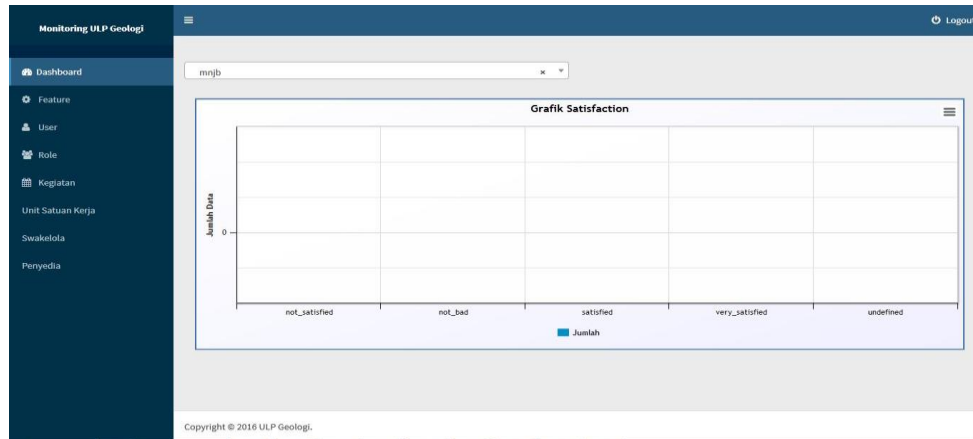 Monitoring ULP Geologi
Logout
Dashboard
Feature
User
Role
Kegiatan
Unit Satuan Kerja
Swakelola
Penyedia
mnjb
Grafik Satisfaction
Jumlah Data
0
not_satisfied not_bad satisfied very_satisfied undefined
Jumlah
Copyright © 2016 ULP Geologi.